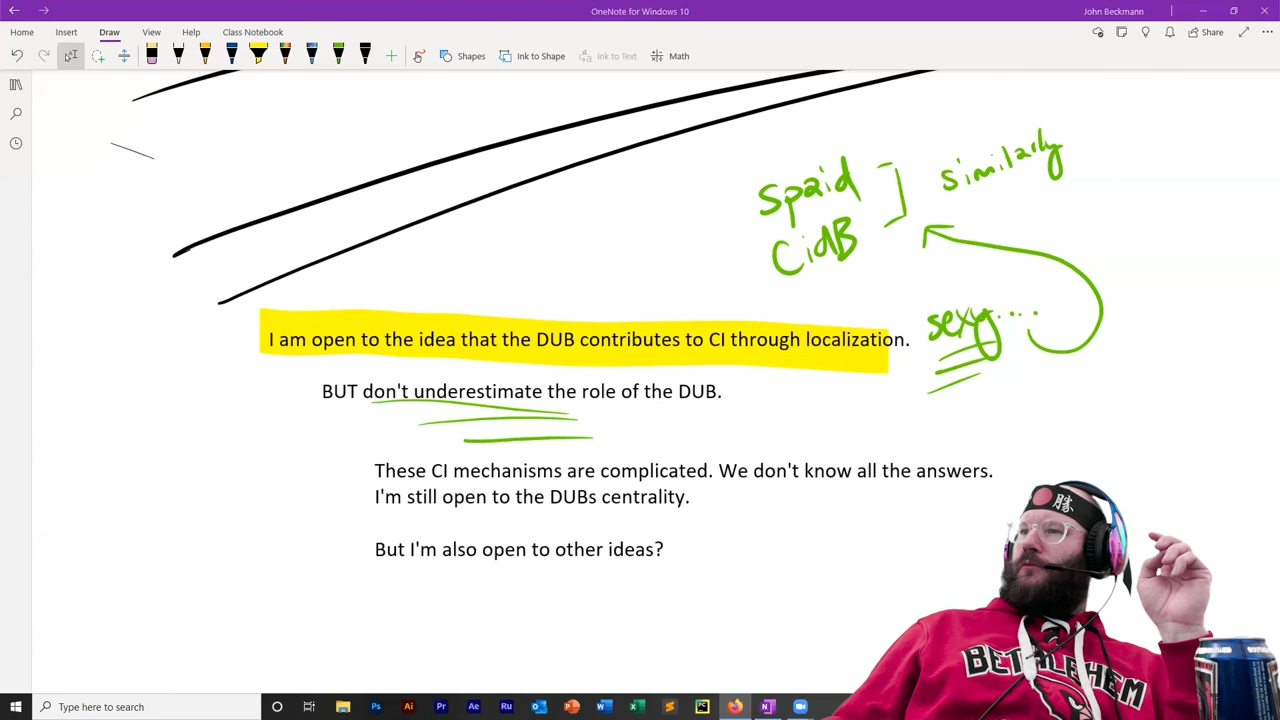 OneNote for Windows 10
John Beckmann
Home Insert Draw View Help Class Notebook
Share
Shapes Ink to Shape Ink to Text Math
spaid
CidB
similarly
sexy....
I am open to the idea that the DUB contributes to CI through localization.
BUT don't underestimate the role of the DUB.
These CI mechanisms are complicated. We don't know all the answers.
I'm still open to the DUBs centrality.
But I'm also open to other ideas?
勝
BETHLEHEM
Type here to search